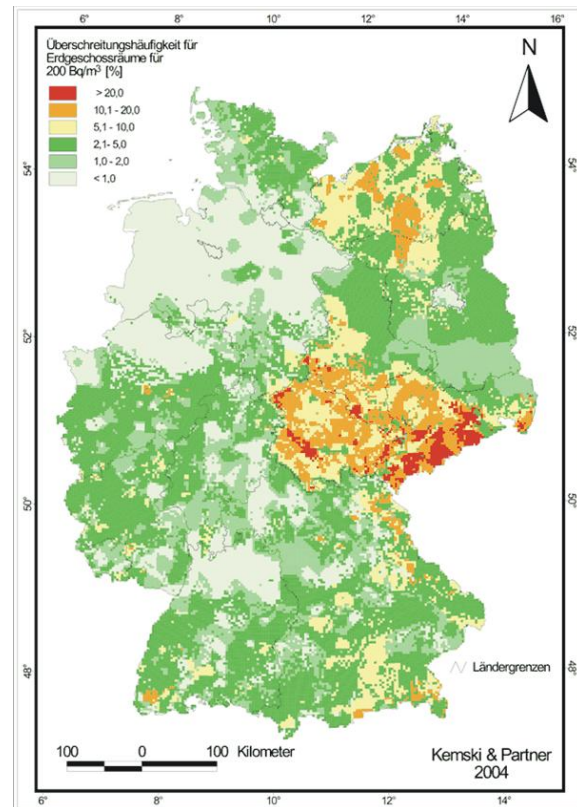 6° 8° 10° 12° 14° 16°
Überschreitungshäufigkeit für
Erdgeschossräume für
200 Bq/m³ [%]
> 20,0
10,1 - 20,0
5,1 - 10,0
2,1- 5,0
1,0 - 2,0
< 1,0
N
54° 54°
52° 52°
50° 50°
48° 48°
Ländergrenzen
100 0 100 Kilometer
Kemski & Partner
2004
6° 8° 10° 12° 14°